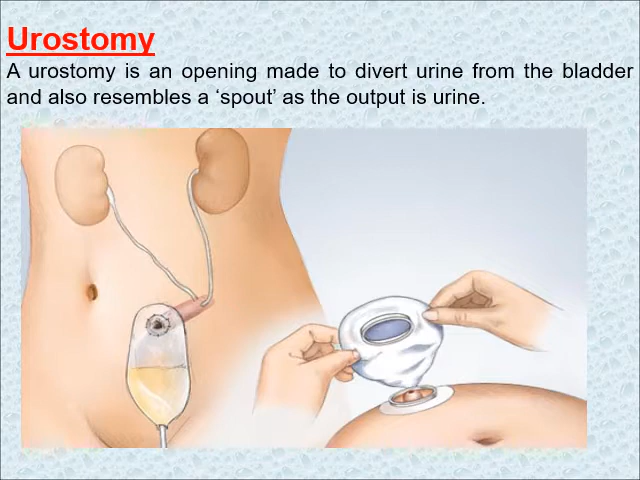 Urostomy
A urostomy is an opening made to divert urine from the bladder
and also resembles a ‘spout’ as the output is urine.